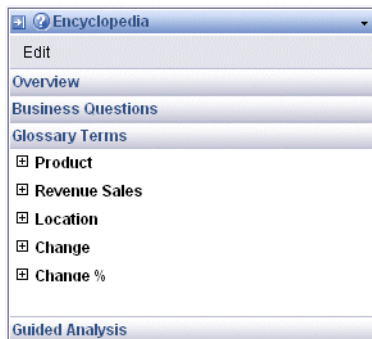 Encyclopedia
Edit
Overview
Business Questions
Glossary Terms
Product
Revenue Sales
Location
Change
Change %
Guided Analysis